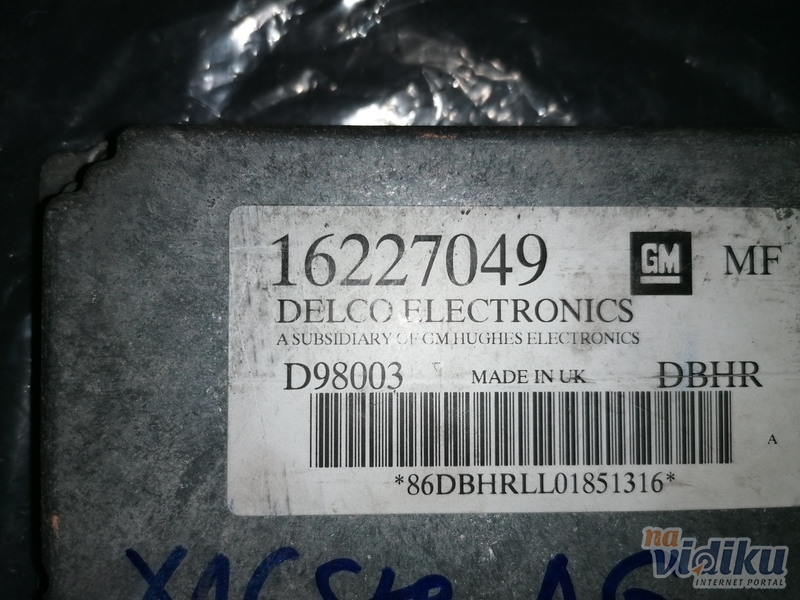 16227049 GM MF
DELCO ELECTRONICS
A SUBSIDIARY OF GM HUGHES ELECTRONICS
D98003 MADE IN UK DBHR
A
*86DBHRLL01851316*
na
vidiku
INTERNET PORTAL